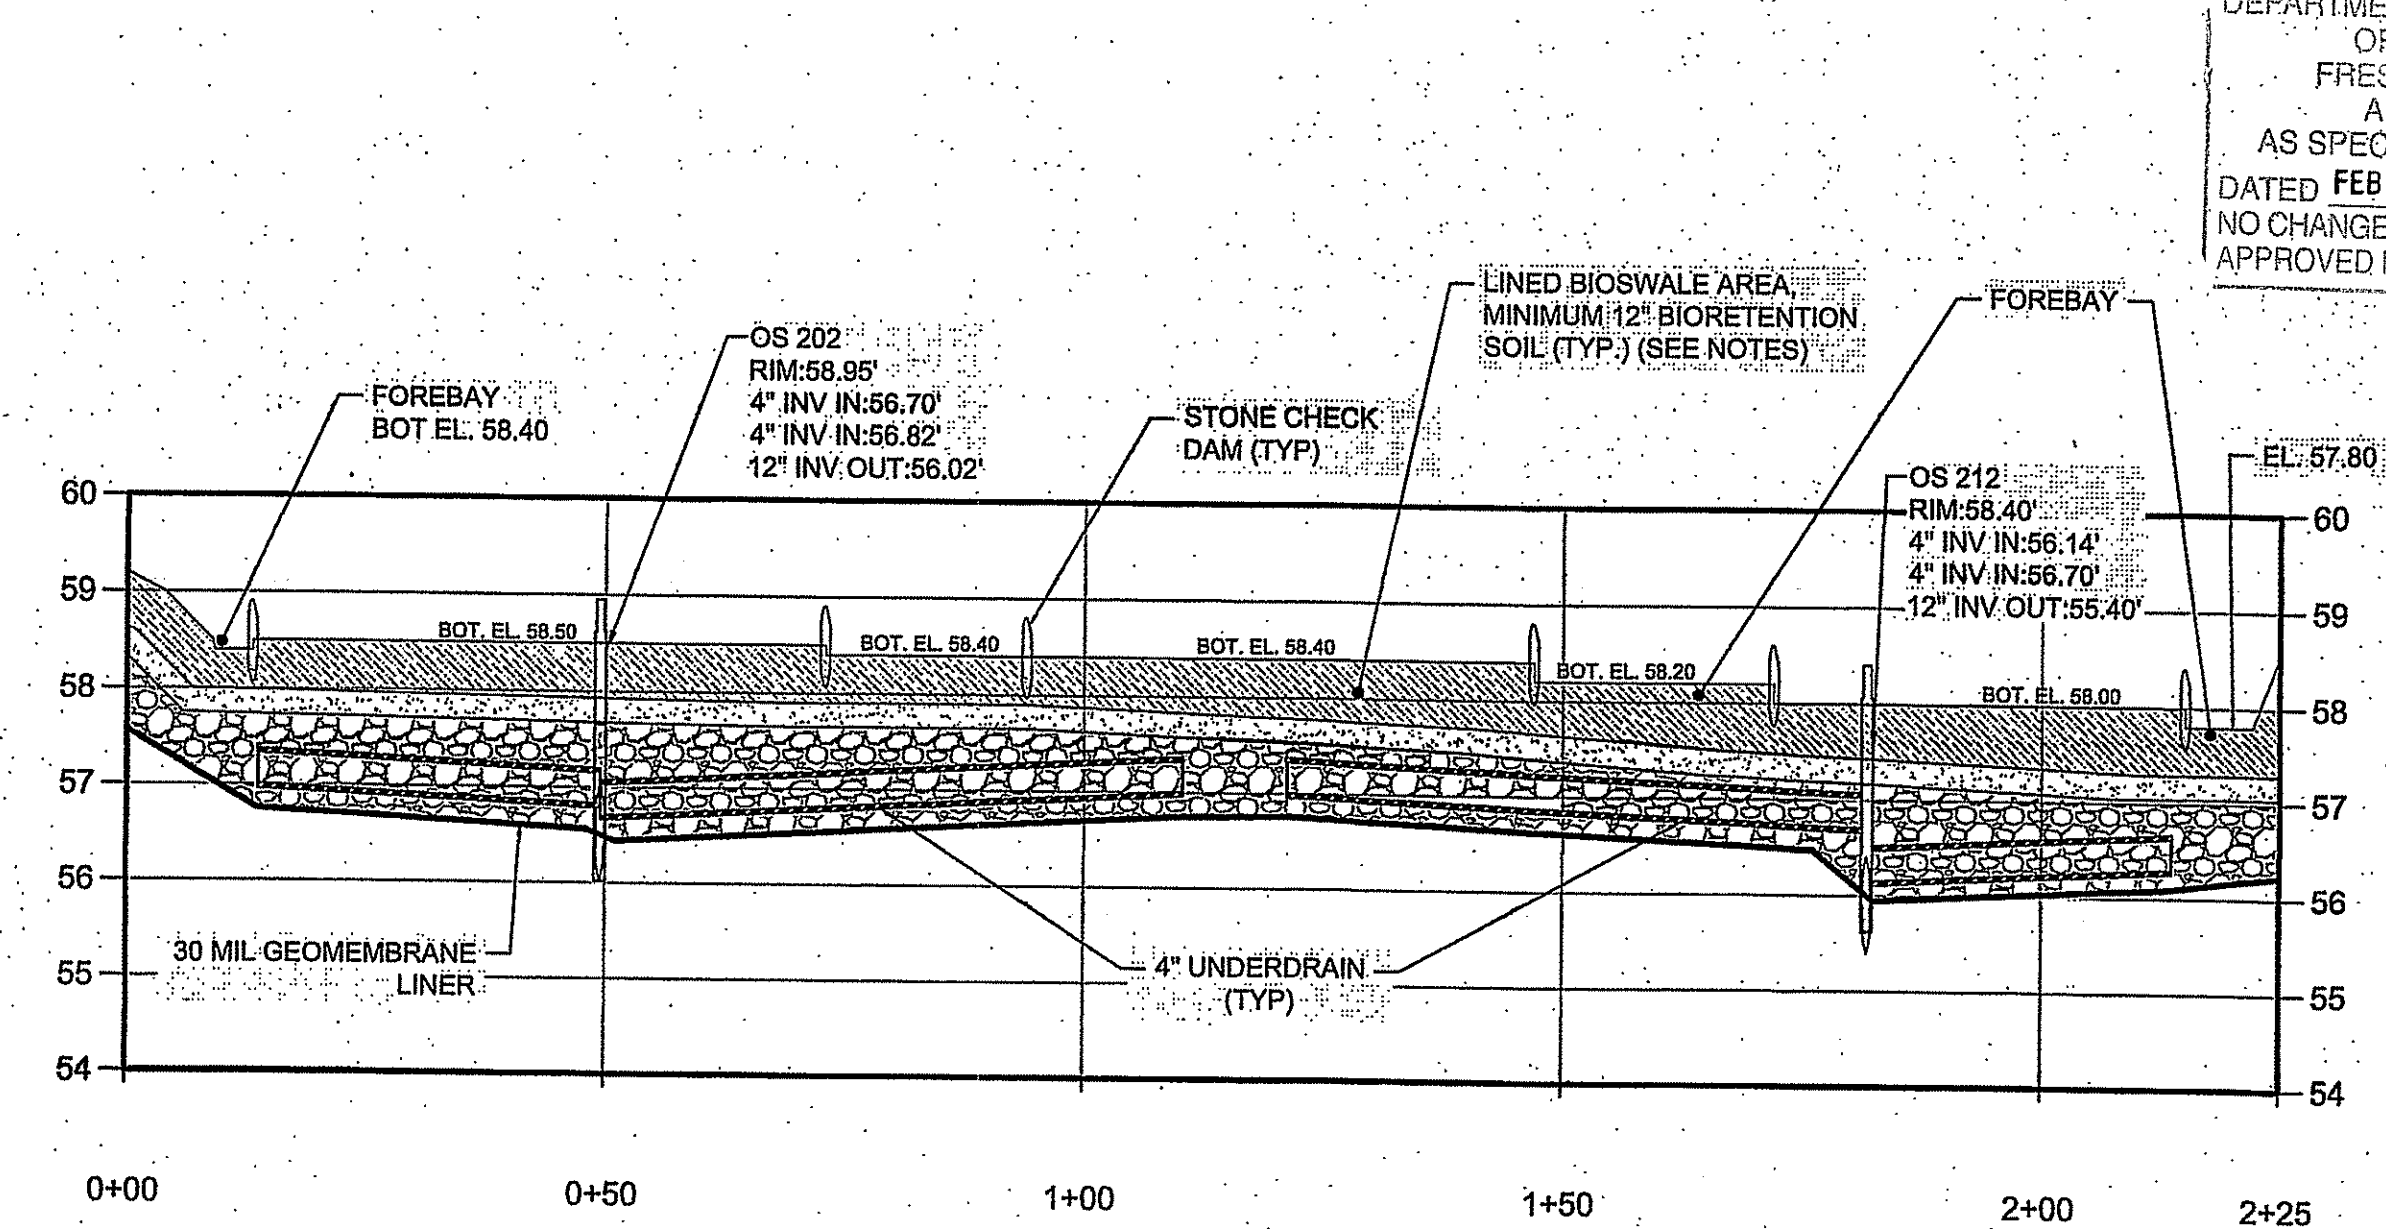 DEPARTME
OF
FRES
A
AS SPEC
DATED FEB
NO CHANGE
APPROVED
LINED BIOSWALE AREA,
MINIMUM 12" BIORETENTION
SOIL (TYP.) (SEE NOTES)
FOREBAY
OS 202
RIM:58.95'
4" INV IN:56.70'
4" INV IN:56.82'
12" INV OUT:56.02'
FOREBAY
BOT EL. 58.40
STONE CHECK
DAM (TYP)
EL. 57.80
OS 212
RIM:58.40'
4" INV IN:56.14'
4" INV IN:56.70'
12" INV OUT:55.40'
60
60
59
59
BOT. EL. 58.50
BOT. EL. 58.40
BOT. EL. 58.40
BOT. EL. 58.20
BOT. EL. 58.00
58
58
57
57
56
56
30 MIL GEOMEMBRANE
LINER
4" UNDERDRAIN
(TYP)
55
55
54
54
0+00
0+50
1+00
1+50
2+00
2+25